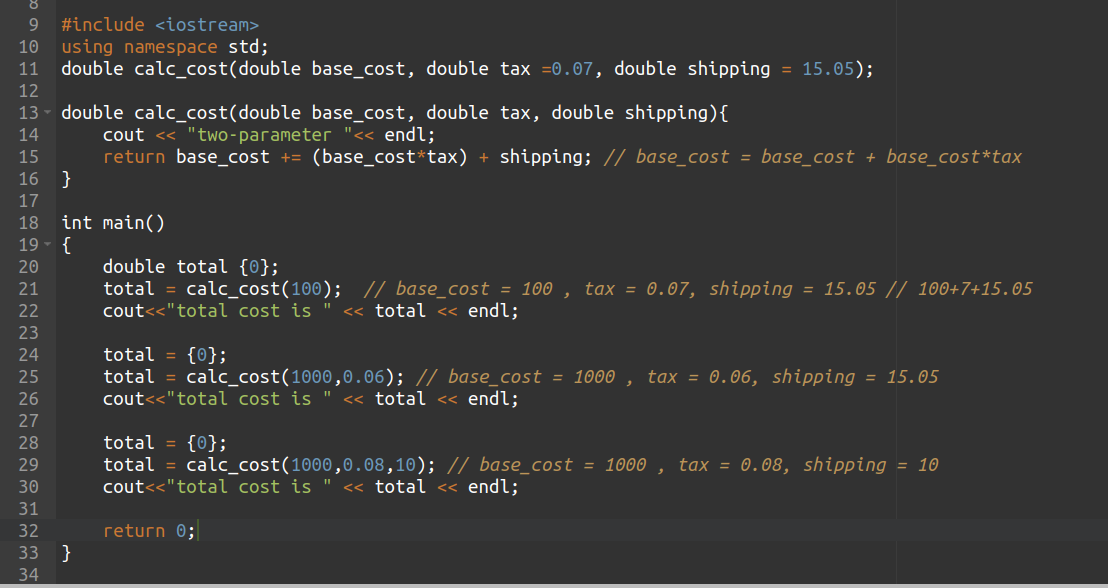 8
9 #include <iostream>
10 using namespace std;
11 double calc_cost(double base_cost, double tax =0.07, double shipping = 15.05);
12
13 double calc_cost(double base_cost, double tax, double shipping){
14     cout << "two-parameter "<< endl;
15     return base_cost += (base_cost*tax) + shipping; // base_cost = base_cost + base_cost*tax
16 }
17
18 int main()
19 {
20     double total {0};
21     total = calc_cost(100);  // base_cost = 100 , tax = 0.07, shipping = 15.05 // 100+7+15.05
22     cout<<"total cost is " << total << endl;
23
24     total = {0};
25     total = calc_cost(1000,0.06); // base_cost = 1000 , tax = 0.06, shipping = 15.05
26     cout<<"total cost is " << total << endl;
27
28     total = {0};
29     total = calc_cost(1000,0.08,10); // base_cost = 1000 , tax = 0.08, shipping = 10
30     cout<<"total cost is " << total << endl;
31
32     return 0;
33 }
34